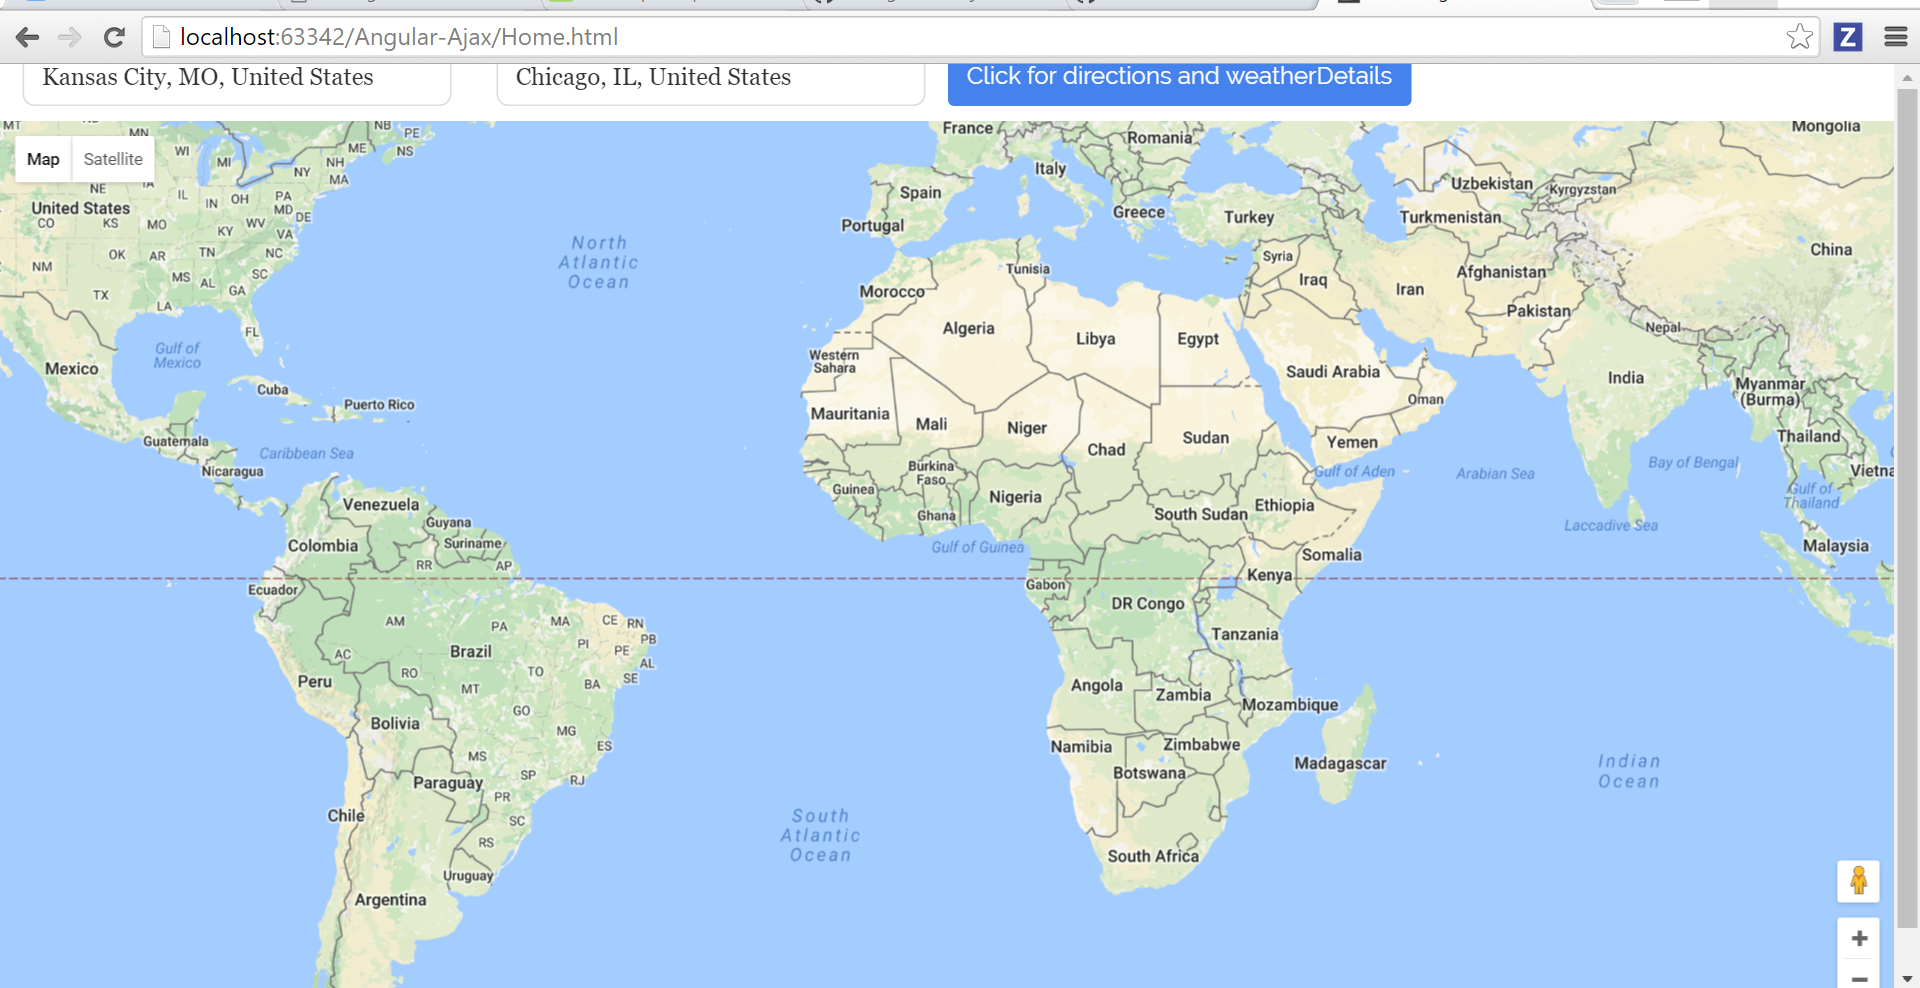 localhost:63342/Angular-Ajax/Home.html
Z
Kansas City, MO, United States
Chicago, IL, United States
Click for directions and weatherDetails
Map
Satellite
MT
MN
WI
MI
NB
PE
ME
NS
NH
NY
MA
NE
IA
IL
IN
OH
PA
MD
DE
United States
CO
KS
MO
KY
WV
VA
OK
AR
TN
NC
NM
MS
AL
SC
GA
TX
LA
FL
Gulf of
Mexico
Mexico
Cuba
Puerto Rico
Guatemala
Caribbean Sea
Nicaragua
North
Atlantic
Ocean
Venezuela
Guyana
Suriname
Colombia
RR
AP
Ecuador
AM
PA
MA
CE
RN
PB
PI
PE
AL
SE
Brazil
AC
RO
TO
BA
MT
Peru
GO
Bolivia
MG
ES
MS
SP
RJ
Paraguay
PR
SC
Chile
RS
Uruguay
Argentina
South
Atlantic
Ocean
France
Romania
Italy
Spain
Portugal
Greece
Turkey
Mongolia
Uzbekistan
Kyrgyzstan
Turkmenistan
China
Syria
Iraq
Iran
Afghanistan
Pakistan
Nepal
Tunisia
Morocco
Algeria
Libya
Egypt
Western
Sahara
Saudi Arabia
Oman
India
Myanmar
(Burma)
Mauritania
Mali
Niger
Chad
Sudan
Yemen
Thailand
Gulf of Aden
Arabian Sea
Bay of Bengal
Vietna
Burkina
Faso
Guinea
Ghana
Nigeria
South Sudan
Ethiopia
Gulf of
Thailand
Laccadive Sea
Gulf of Guinea
Somalia
Malaysia
Gabon
Kenya
DR Congo
Tanzania
Angola
Zambia
Mozambique
Namibia
Zimbabwe
Botswana
Madagascar
South Africa
Indian
Ocean
+
−